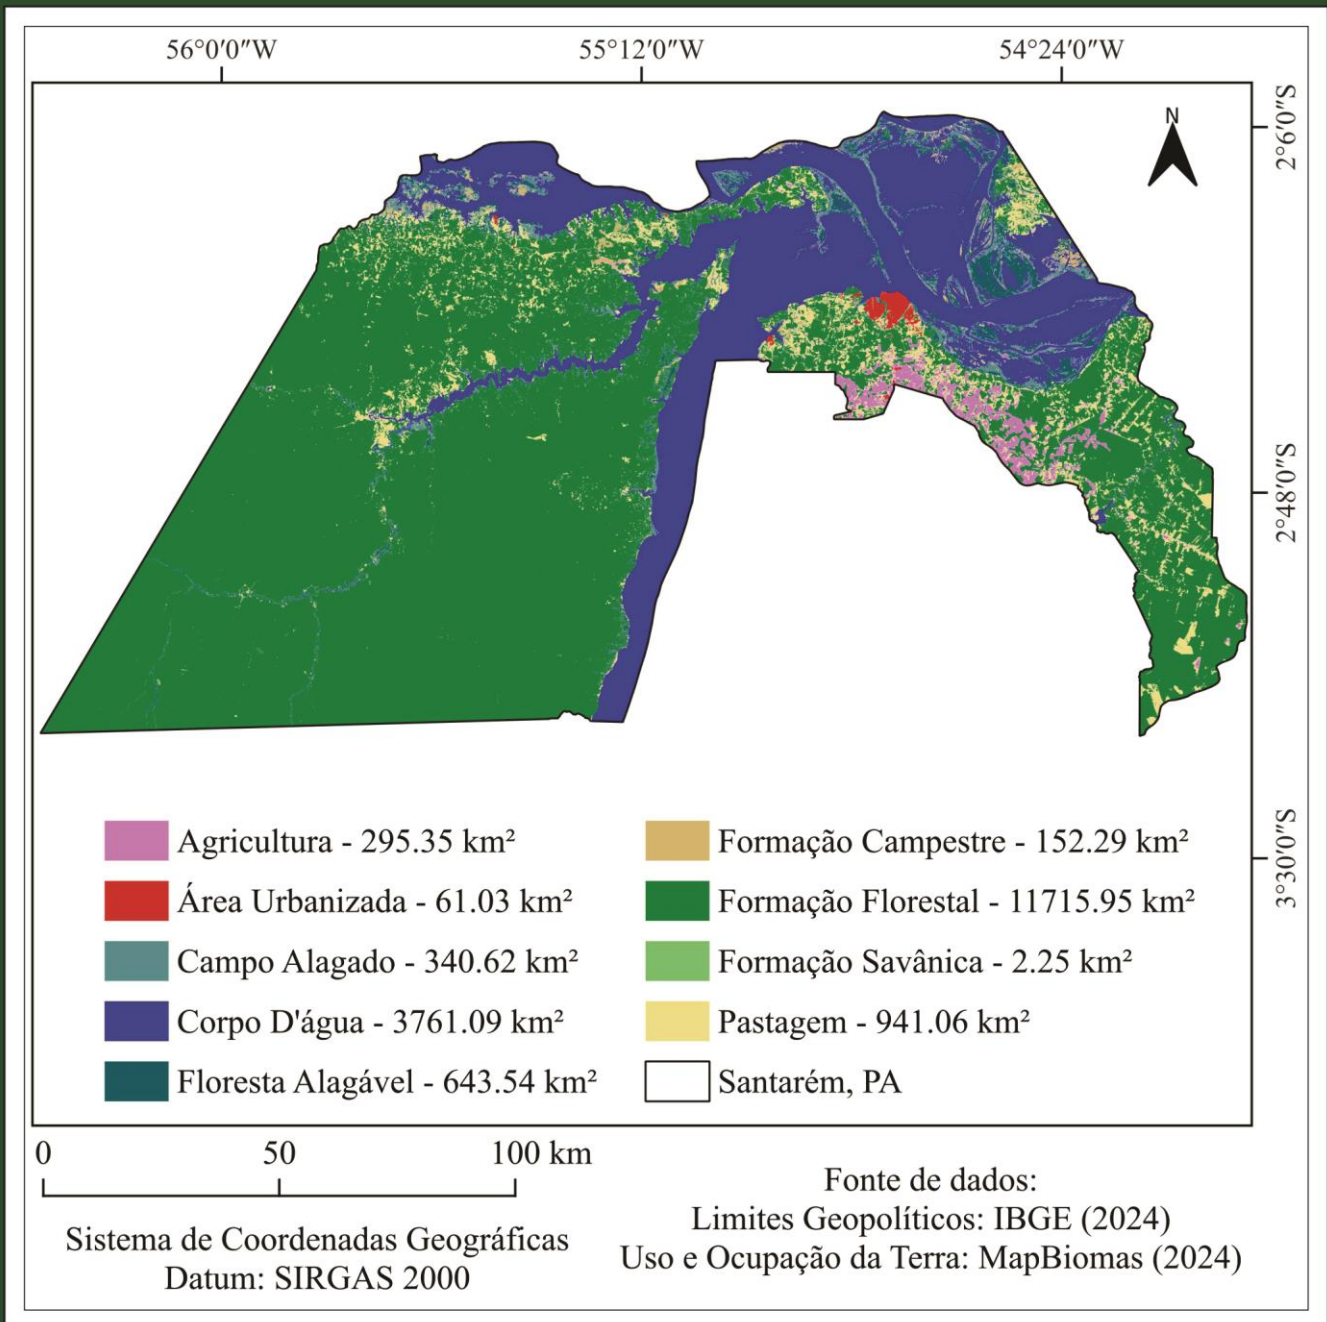 56°0′0″W
55°12′0″W
54°24′0″W
2°6′0″S
N
2°48′0″S
3°30′0″S
Agricultura - 295.35 km²
Área Urbanizada - 61.03 km²
Campo Alagado - 340.62 km²
Corpo D'água - 3761.09 km²
Floresta Alagável - 643.54 km²
Formação Campestre - 152.29 km²
Formação Florestal - 11715.95 km²
Formação Savânica - 2.25 km²
Pastagem - 941.06 km²
Santarém, PA
0 50 100 km
Sistema de Coordenadas Geográficas
Datum: SIRGAS 2000
Fonte de dados:
Limites Geopolíticos: IBGE (2024)
Uso e Ocupação da Terra: MapBiomas (2024)